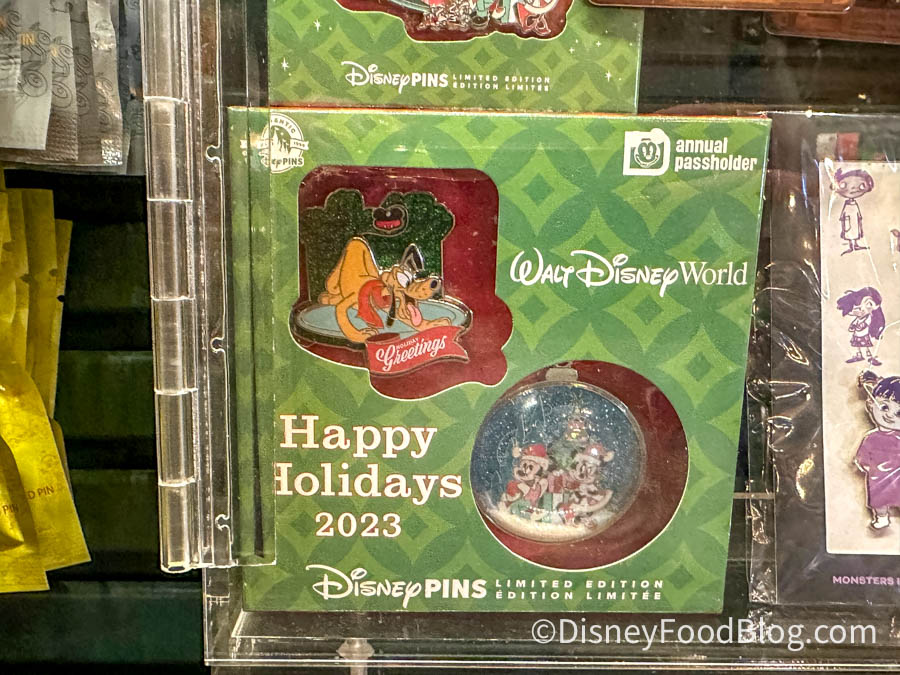 DISNEY PINS LIMITED EDITION
ÉDITION LIMITÉE
annual
passholder
WALT DISNEY World
HOLIDAY
Greetings
Happy
Holidays
2023
DISNEY PINS LIMITED EDITION
ÉDITION LIMITÉE
MONSTERS
©DisneyFoodBlog.com